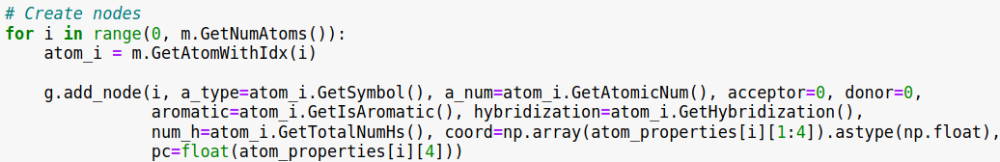 # Create nodes
for i in range(0, m.GetNumAtoms()):
    atom_i = m.GetAtomWithIdx(i)

    g.add_node(i, a_type=atom_i.GetSymbol(), a_num=atom_i.GetAtomicNum(), acceptor=0, donor=0,
               aromatic=atom_i.GetIsAromatic(), hybridization=atom_i.GetHybridization(),
               num_h=atom_i.GetTotalNumHs(), coord=np.array(atom_properties[i][1:4]).astype(np.float),
               pc=float(atom_properties[i][4]))